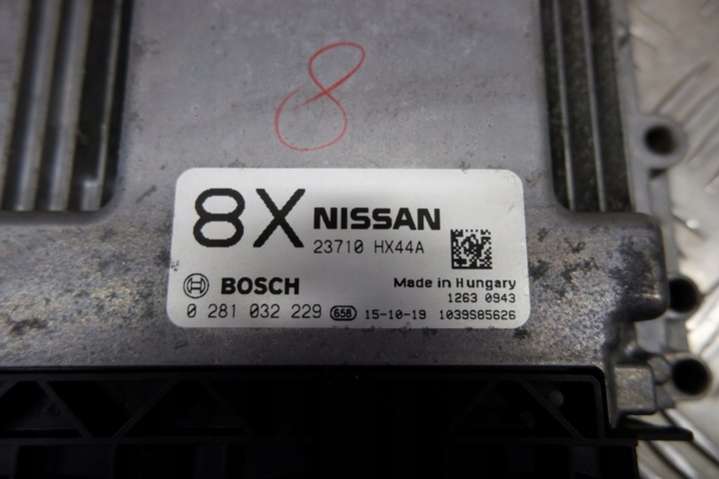 8
8X NISSAN
23710 HX44A
BOSCH
Made in Hungary
1263 0943
0 281 032 229 658 15-10-19 1039S85626